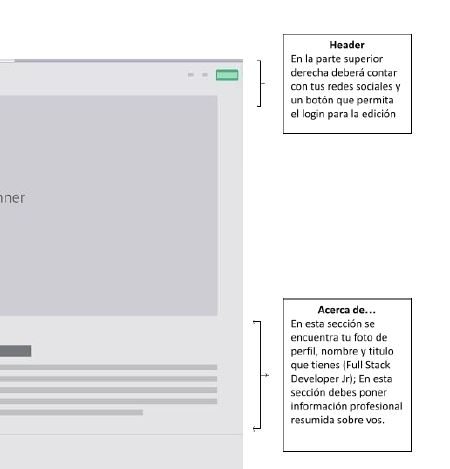 Header
En la parte superior
derecha deberá contar
con tus redes sociales y
un botón que permita
el login para la edición
nner
Acerca de...
En esta sección se
encuentra tu foto de
perfil, nombre y titulo
que tienes (Full Stack
Developer Jr); En esta
sección debes poner
información profesional
resumida sobre vos.